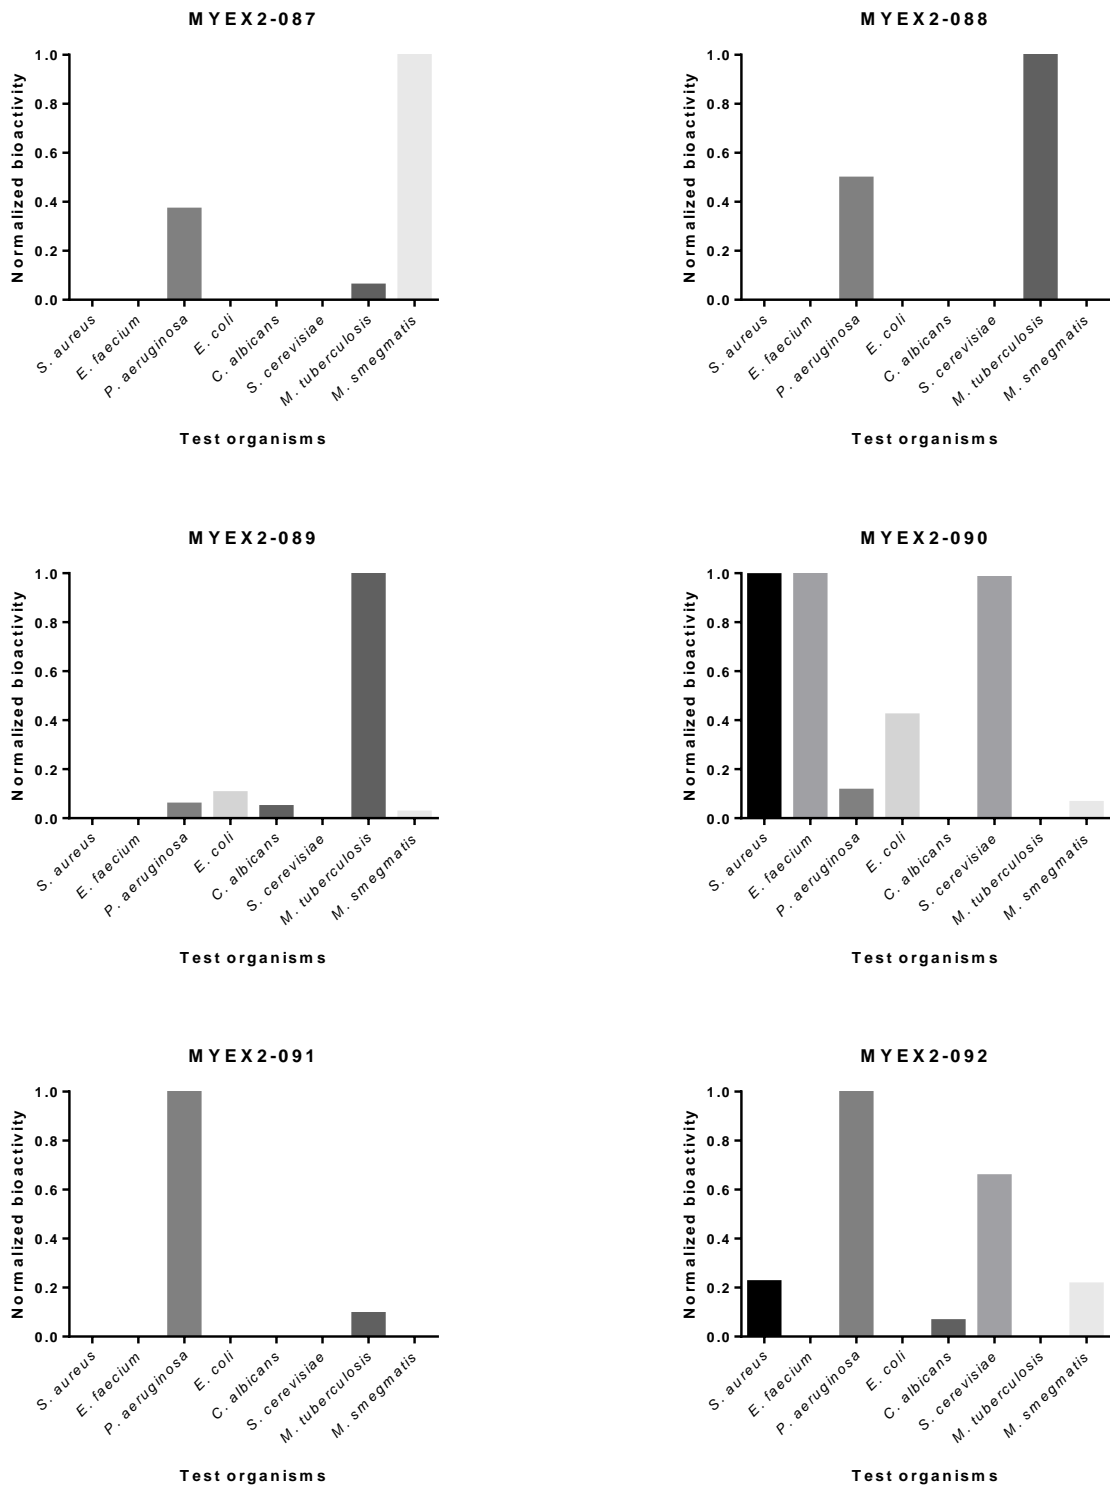 MYEX2-087
Normalized bioactivity
1.0
0.8
0.6
0.4
0.2
0.0
S. aureus
E. faecium
P. aeruginosa
E. coli
C. albicans
S. cerevisiae
M. tuberculosis
M. smegmatis
Test organisms
MYEX2-088
Normalized bioactivity
1.0
0.8
0.6
0.4
0.2
0.0
S. aureus
E. faecium
P. aeruginosa
E. coli
C. albicans
S. cerevisiae
M. tuberculosis
M. smegmatis
Test organisms
MYEX2-089
Normalized bioactivity
1.0
0.8
0.6
0.4
0.2
0.0
S. aureus
E. faecium
P. aeruginosa
E. coli
C. albicans
S. cerevisiae
M. tuberculosis
M. smegmatis
Test organisms
MYEX2-090
Normalized bioactivity
1.0
0.8
0.6
0.4
0.2
0.0
S. aureus
E. faecium
P. aeruginosa
E. coli
C. albicans
S. cerevisiae
M. tuberculosis
M. smegmatis
Test organisms
MYEX2-091
Normalized bioactivity
1.0
0.8
0.6
0.4
0.2
0.0
S. aureus
E. faecium
P. aeruginosa
E. coli
C. albicans
S. cerevisiae
M. tuberculosis
M. smegmatis
Test organisms
MYEX2-092
Normalized bioactivity
1.0
0.8
0.6
0.4
0.2
0.0
S. aureus
E. faecium
P. aeruginosa
E. coli
C. albicans
S. cerevisiae
M. tuberculosis
M. smegmatis
Test organisms